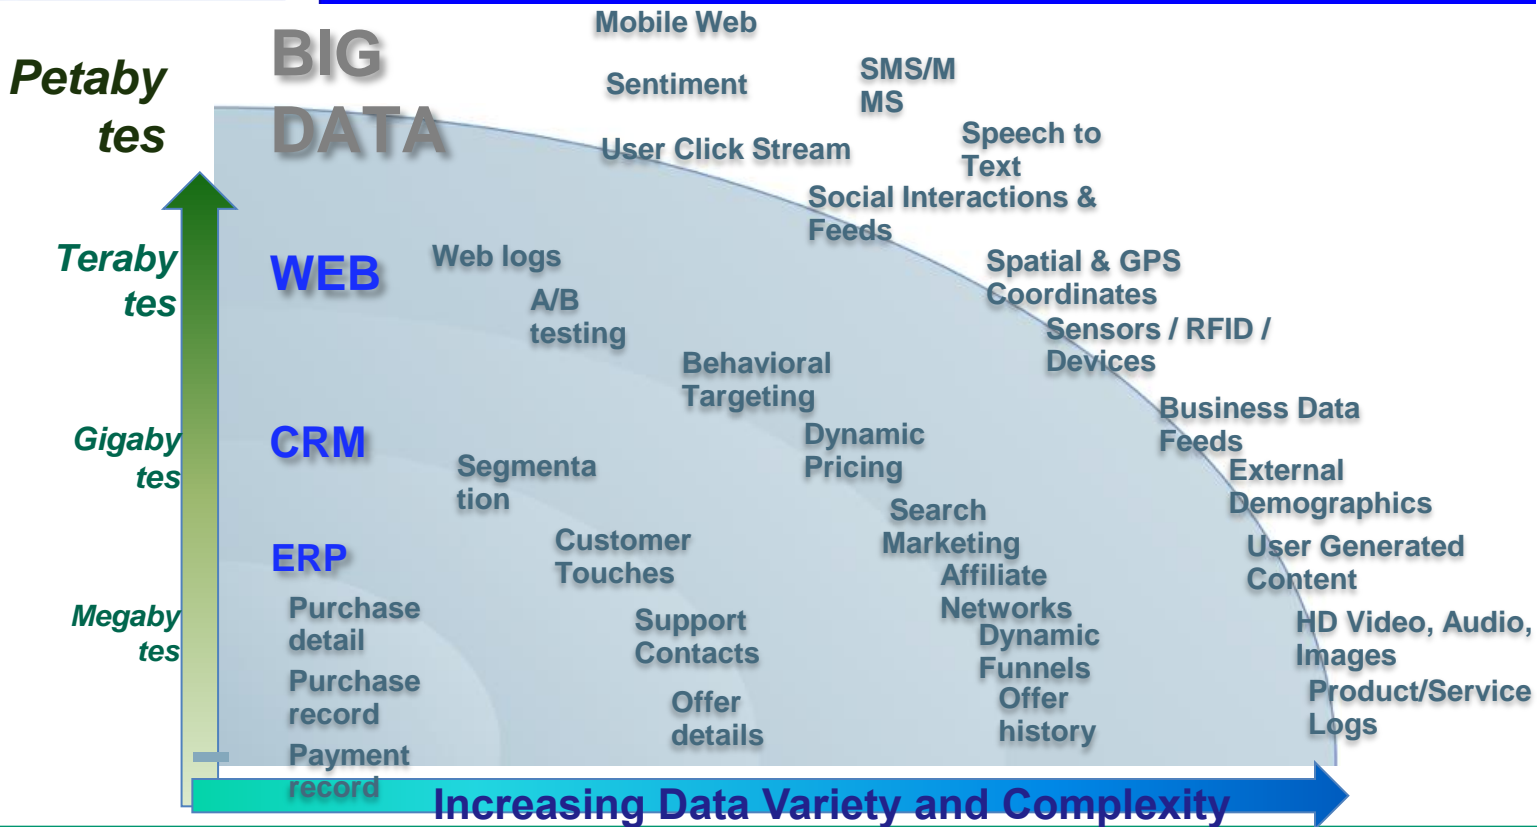 Mobile Web
BIG
DATA
Petaby
tes
Sentiment
SMS/M
MS
User Click Stream
Speech to
Text
Social Interactions &
Feeds
Teraby
tes
WEB
Web logs
A/B
testing
Spatial & GPS
Coordinates
Sensors / RFID /
Devices
Behavioral
Targeting
Business Data
Feeds
Gigaby
tes
CRM
Segmenta
tion
Dynamic
Pricing
External
Demographics
Search
Marketing
ERP
Customer
Touches
User Generated
Content
Affiliate
Networks
Megaby
tes
Purchase
detail
Support
Contacts
Dynamic
Funnels
HD Video, Audio,
Images
Purchase
record
Offer
details
Offer
history
Product/Service
Logs
Payment
record
Increasing Data Variety and Complexity